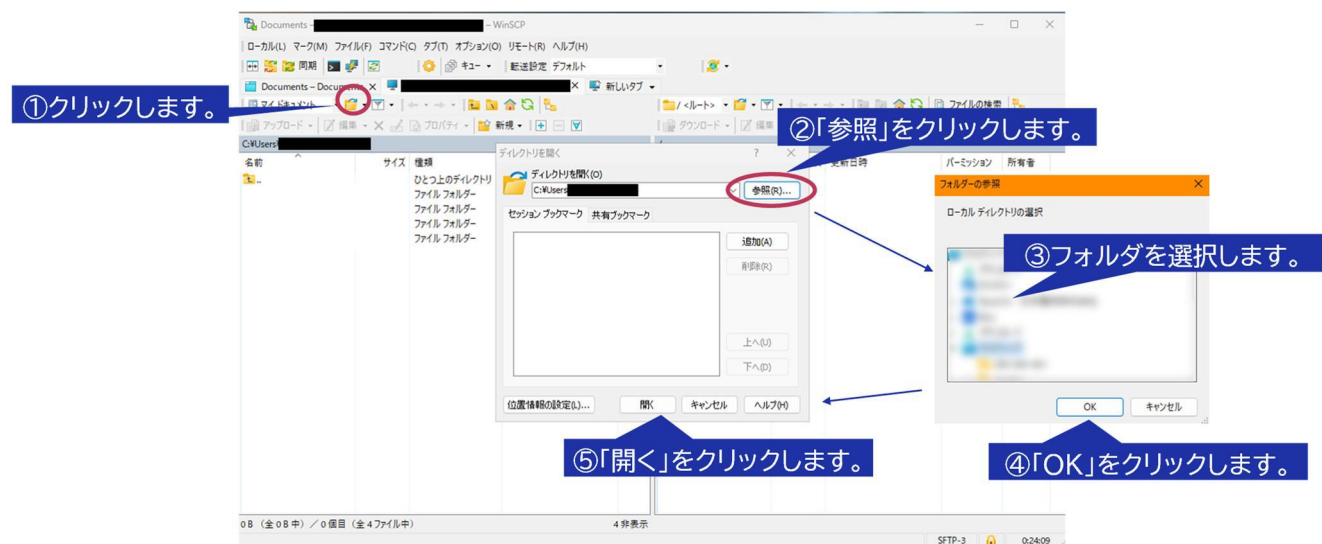 Documents - – WinSCP
ローカル(L) マーク(M) ファイル(F) コマンド(C) タブ(T) オプション(O) リモート(R) ヘルプ(H)
同期 キュー 転送設定 デフォルト
Documents – Documents × × 新しいタブ
①クリックします。
マイ ドキュメント / <ルート> ファイルの検索
アップロード 編集 プロパティ 新規 ダウンロード 編集
②「参照」をクリックします。
C:¥Users¥ /
名前 サイズ 種類 更新日時 パーミッション 所有者
.. ひとつ上のディレクトリ
ファイル フォルダー
ファイル フォルダー
ファイル フォルダー
ファイル フォルダー
ディレクトリを開く ? ×
ディレクトリを開く(O)
C:¥Users 参照(R)...
セッション ブックマーク 共有ブックマーク
追加(A)
削除(R)
上へ(U)
下へ(D)
位置情報の設定(L)... 開く キャンセル ヘルプ(H)
フォルダーの参照 ×
ローカル ディレクトリの選択
③フォルダを選択します。
OK キャンセル
④「OK」をクリックします。
⑤「開く」をクリックします。
0 B (全 0 B 中) / 0 個目 (全 4 ファイル中) 4 非表示
SFTP-3 0:24:09